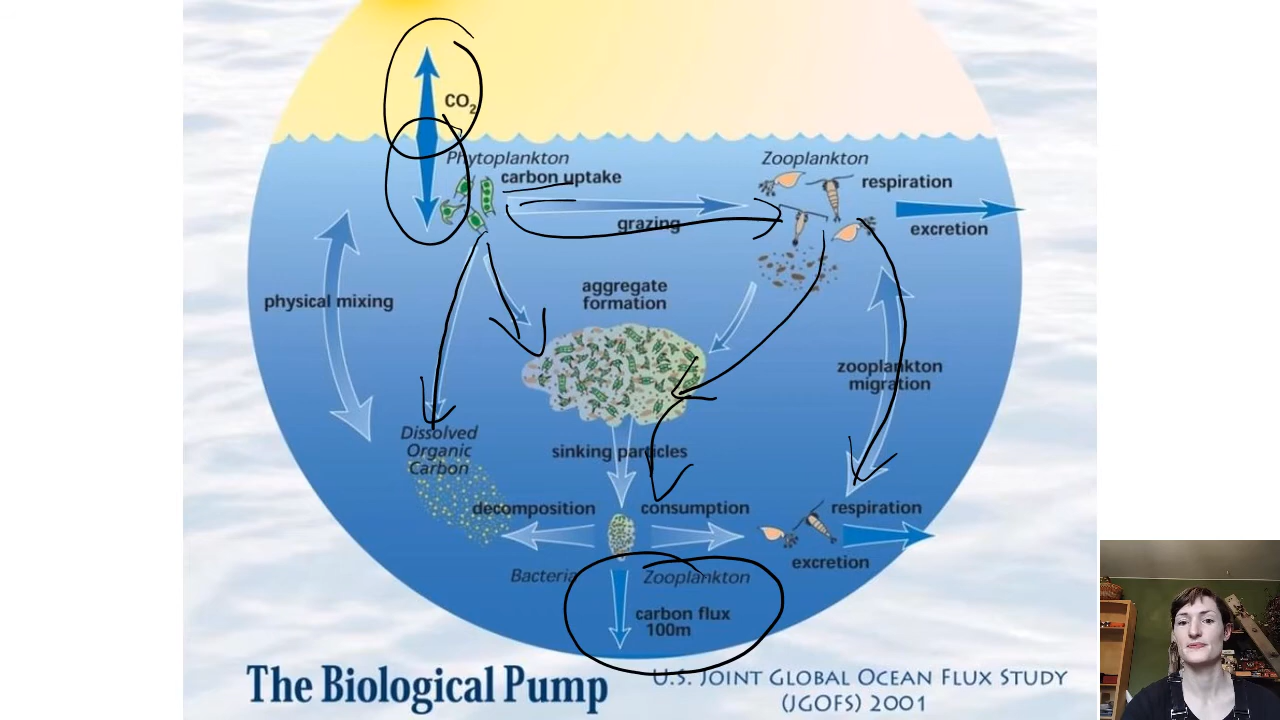 CO2
Phytoplankton
carbon uptake
Zooplankton
respiration
grazing
excretion
physical mixing
aggregate
formation
zooplankton
migration
Dissolved
Organic
Carbon
sinking particles
decomposition
consumption
respiration
excretion
Bacteria
Zooplankton
carbon flux
100m
The Biological Pump
U.S. JOINT GLOBAL OCEAN FLUX STUDY
(JGOFS) 2001